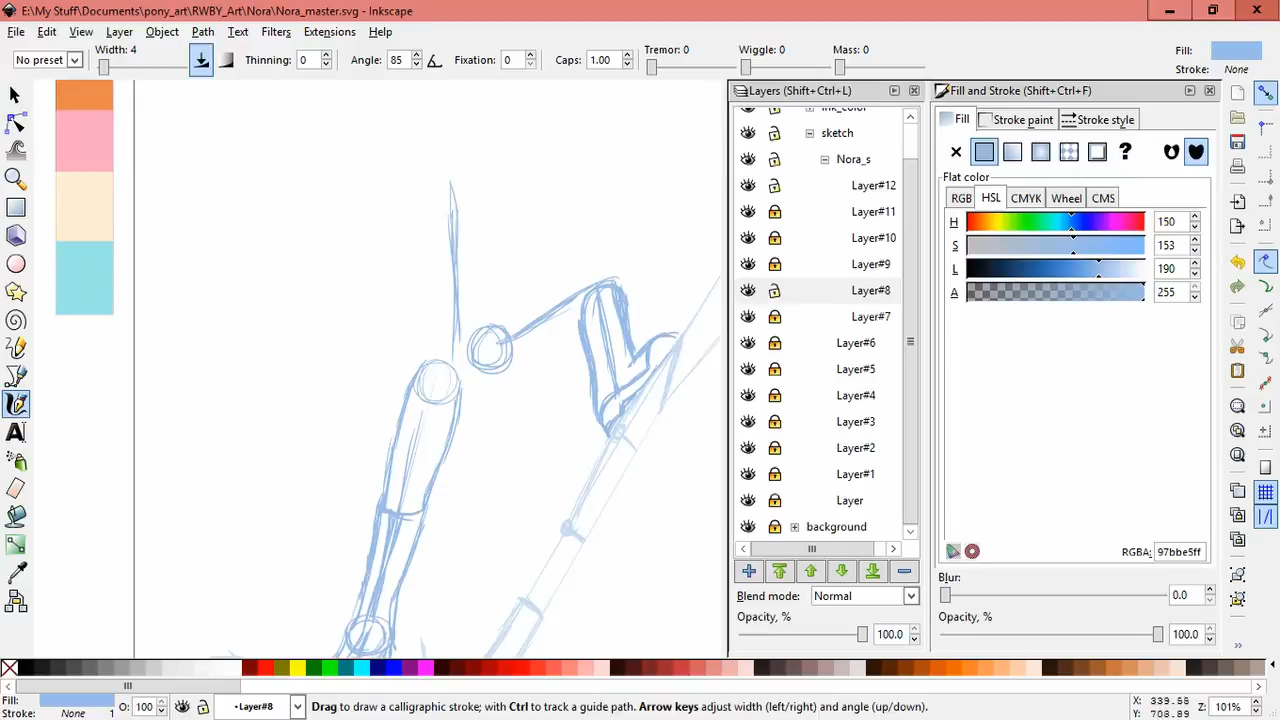 E:\My Stuff\Documents\pony_art\RWBY_Art\Nora\Nora_master.svg - Inkscape
File Edit View Layer Object Path Filters Text Extensions Help
No preset Width: 4 Thinning: 0 Angle: 85 Fixation: 0 Caps: 1.00 Tremor: 0 Wiggle: 0 Mass: 0 Fill: Stroke: None
Layers (Shift+Ctrl+L)
ink_color
sketch
Nora_s
Layer#12
Layer#11
Layer#10
Layer#9
Layer#8
Layer#7
Layer#6
Layer#5
Layer#4
Layer#3
Layer#2
Layer#1
Layer
background
Blend mode: Normal
Opacity, %
100.0
Fill and Stroke (Shift+Ctrl+F)
Fill Stroke paint Stroke style
?
Flat color
RGB HSL CMYK Wheel CMS
H 150
S 153
L 190
A 255
RGBA: 97bbe5ff
Blur:
0.0
Opacity, %
100.0
Fill: Stroke: None 1 O: 100 •Layer#8 Drag to draw a calligraphic stroke; with Ctrl to track a guide path. Arrow keys adjust width (left/right) and angle (up/down). X: 339.55 Y: 708.89 Z: 101%